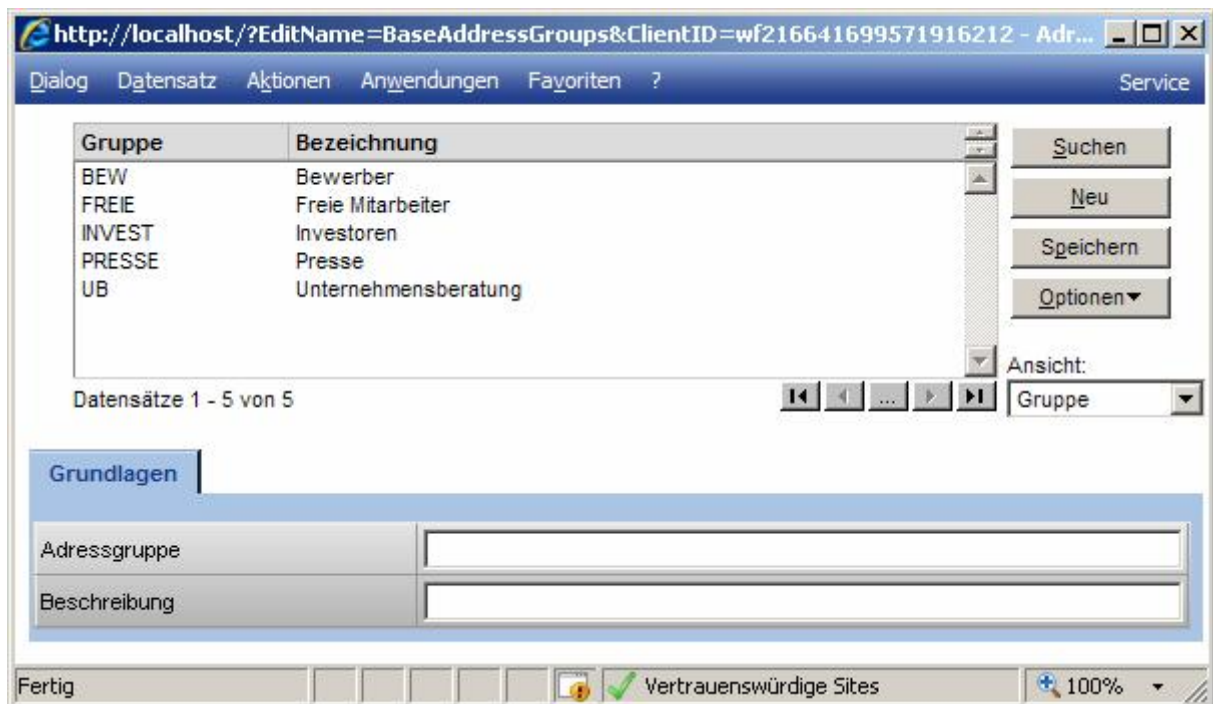 http://localhost/?EditName=BaseAddressGroups&ClientID=wf216641699571916212 - Adr...
Dialog Datensatz Aktionen Anwendungen Favoriten ? Service
Gruppe Bezeichnung
BEW Bewerber
FREIE Freie Mitarbeiter
INVEST Investoren
PRESSE Presse
UB Unternehmensberatung
Suchen
Neu
Speichern
Optionen
Ansicht:
Gruppe
Datensätze 1 - 5 von 5
...
Grundlagen
Adressgruppe
Beschreibung
Fertig Vertrauenswürdige Sites 100%